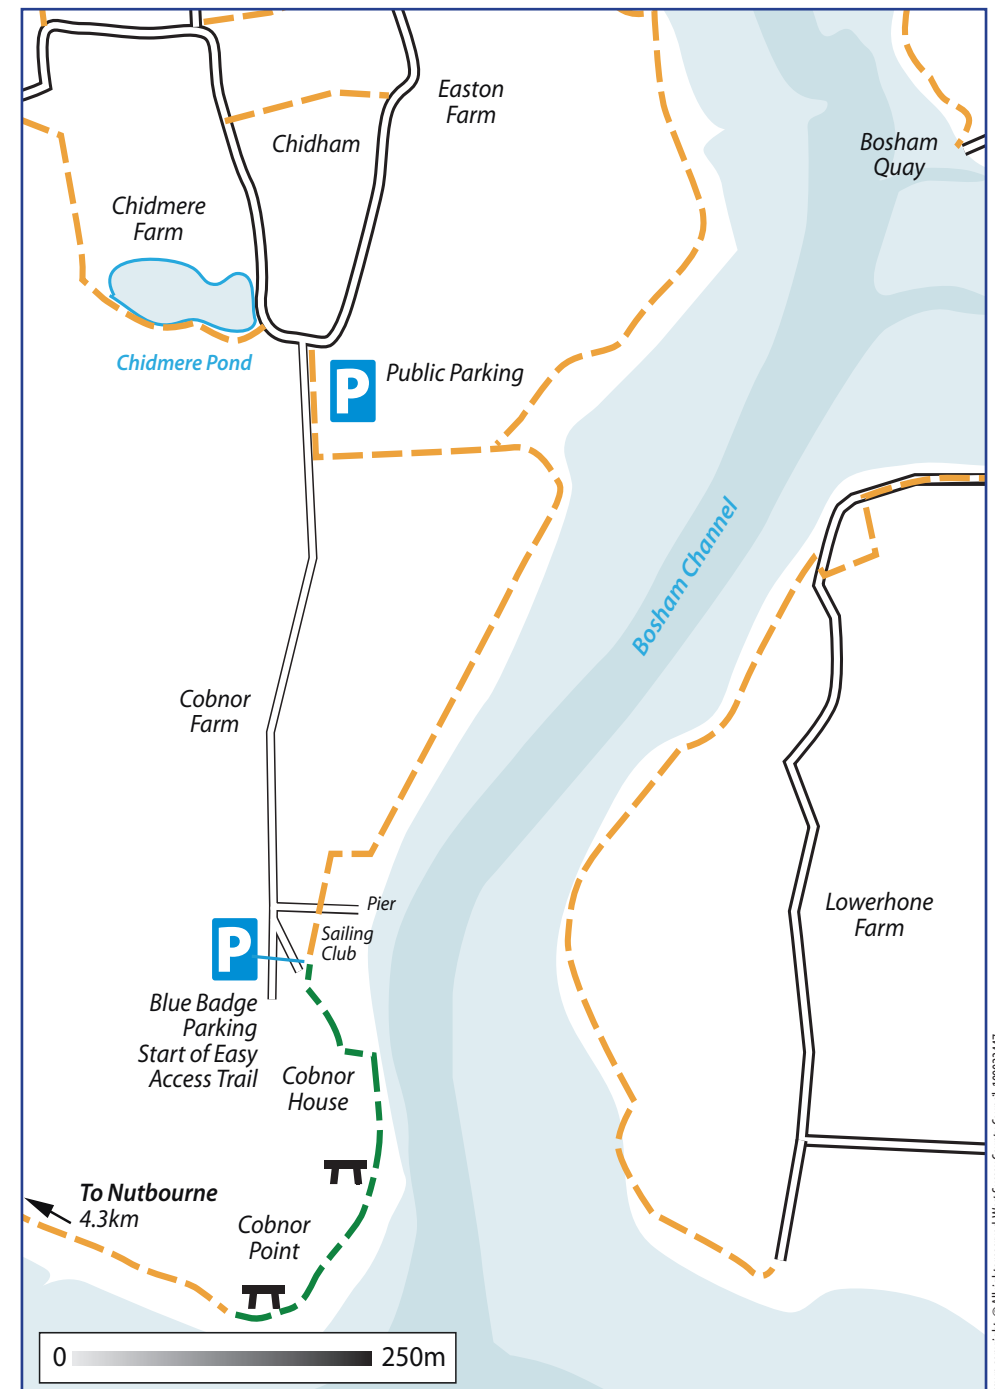 Easton
Farm
Chidham
Bosham
Quay
Chidmere
Farm
Chidmere Pond
P
Public Parking
Bosham Channel
Cobnor
Farm
Pier
Sailing
Club
P
Lowerhone
Farm
Blue Badge
Parking
Start of Easy
Access Trail
Cobnor
House
To Nutbourne
4.3km
Cobnor
Point
0
250m